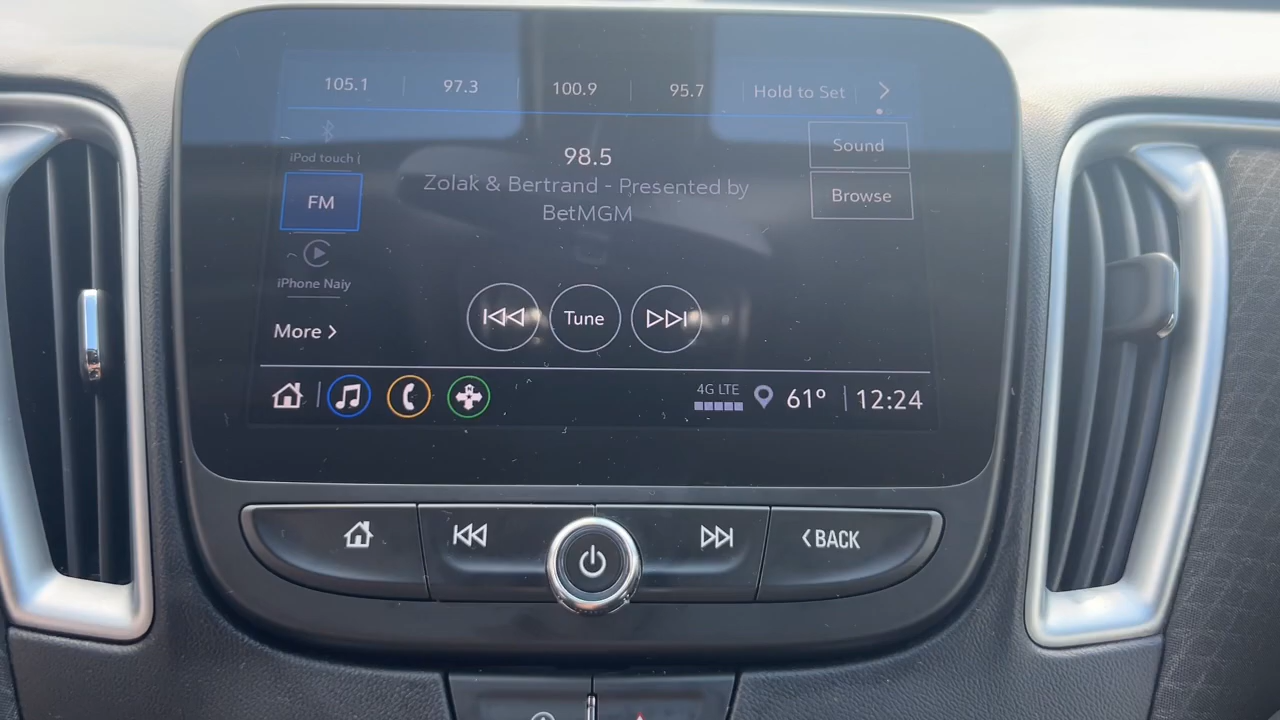 105.1 97.3 100.9 95.7 Hold to Set
iPod touch (
98.5
Sound
FM
Zolak & Bertrand - Presented by
BetMGM
Browse
iPhone Naiy
More
Tune
4G LTE
61° 12:24
BACK